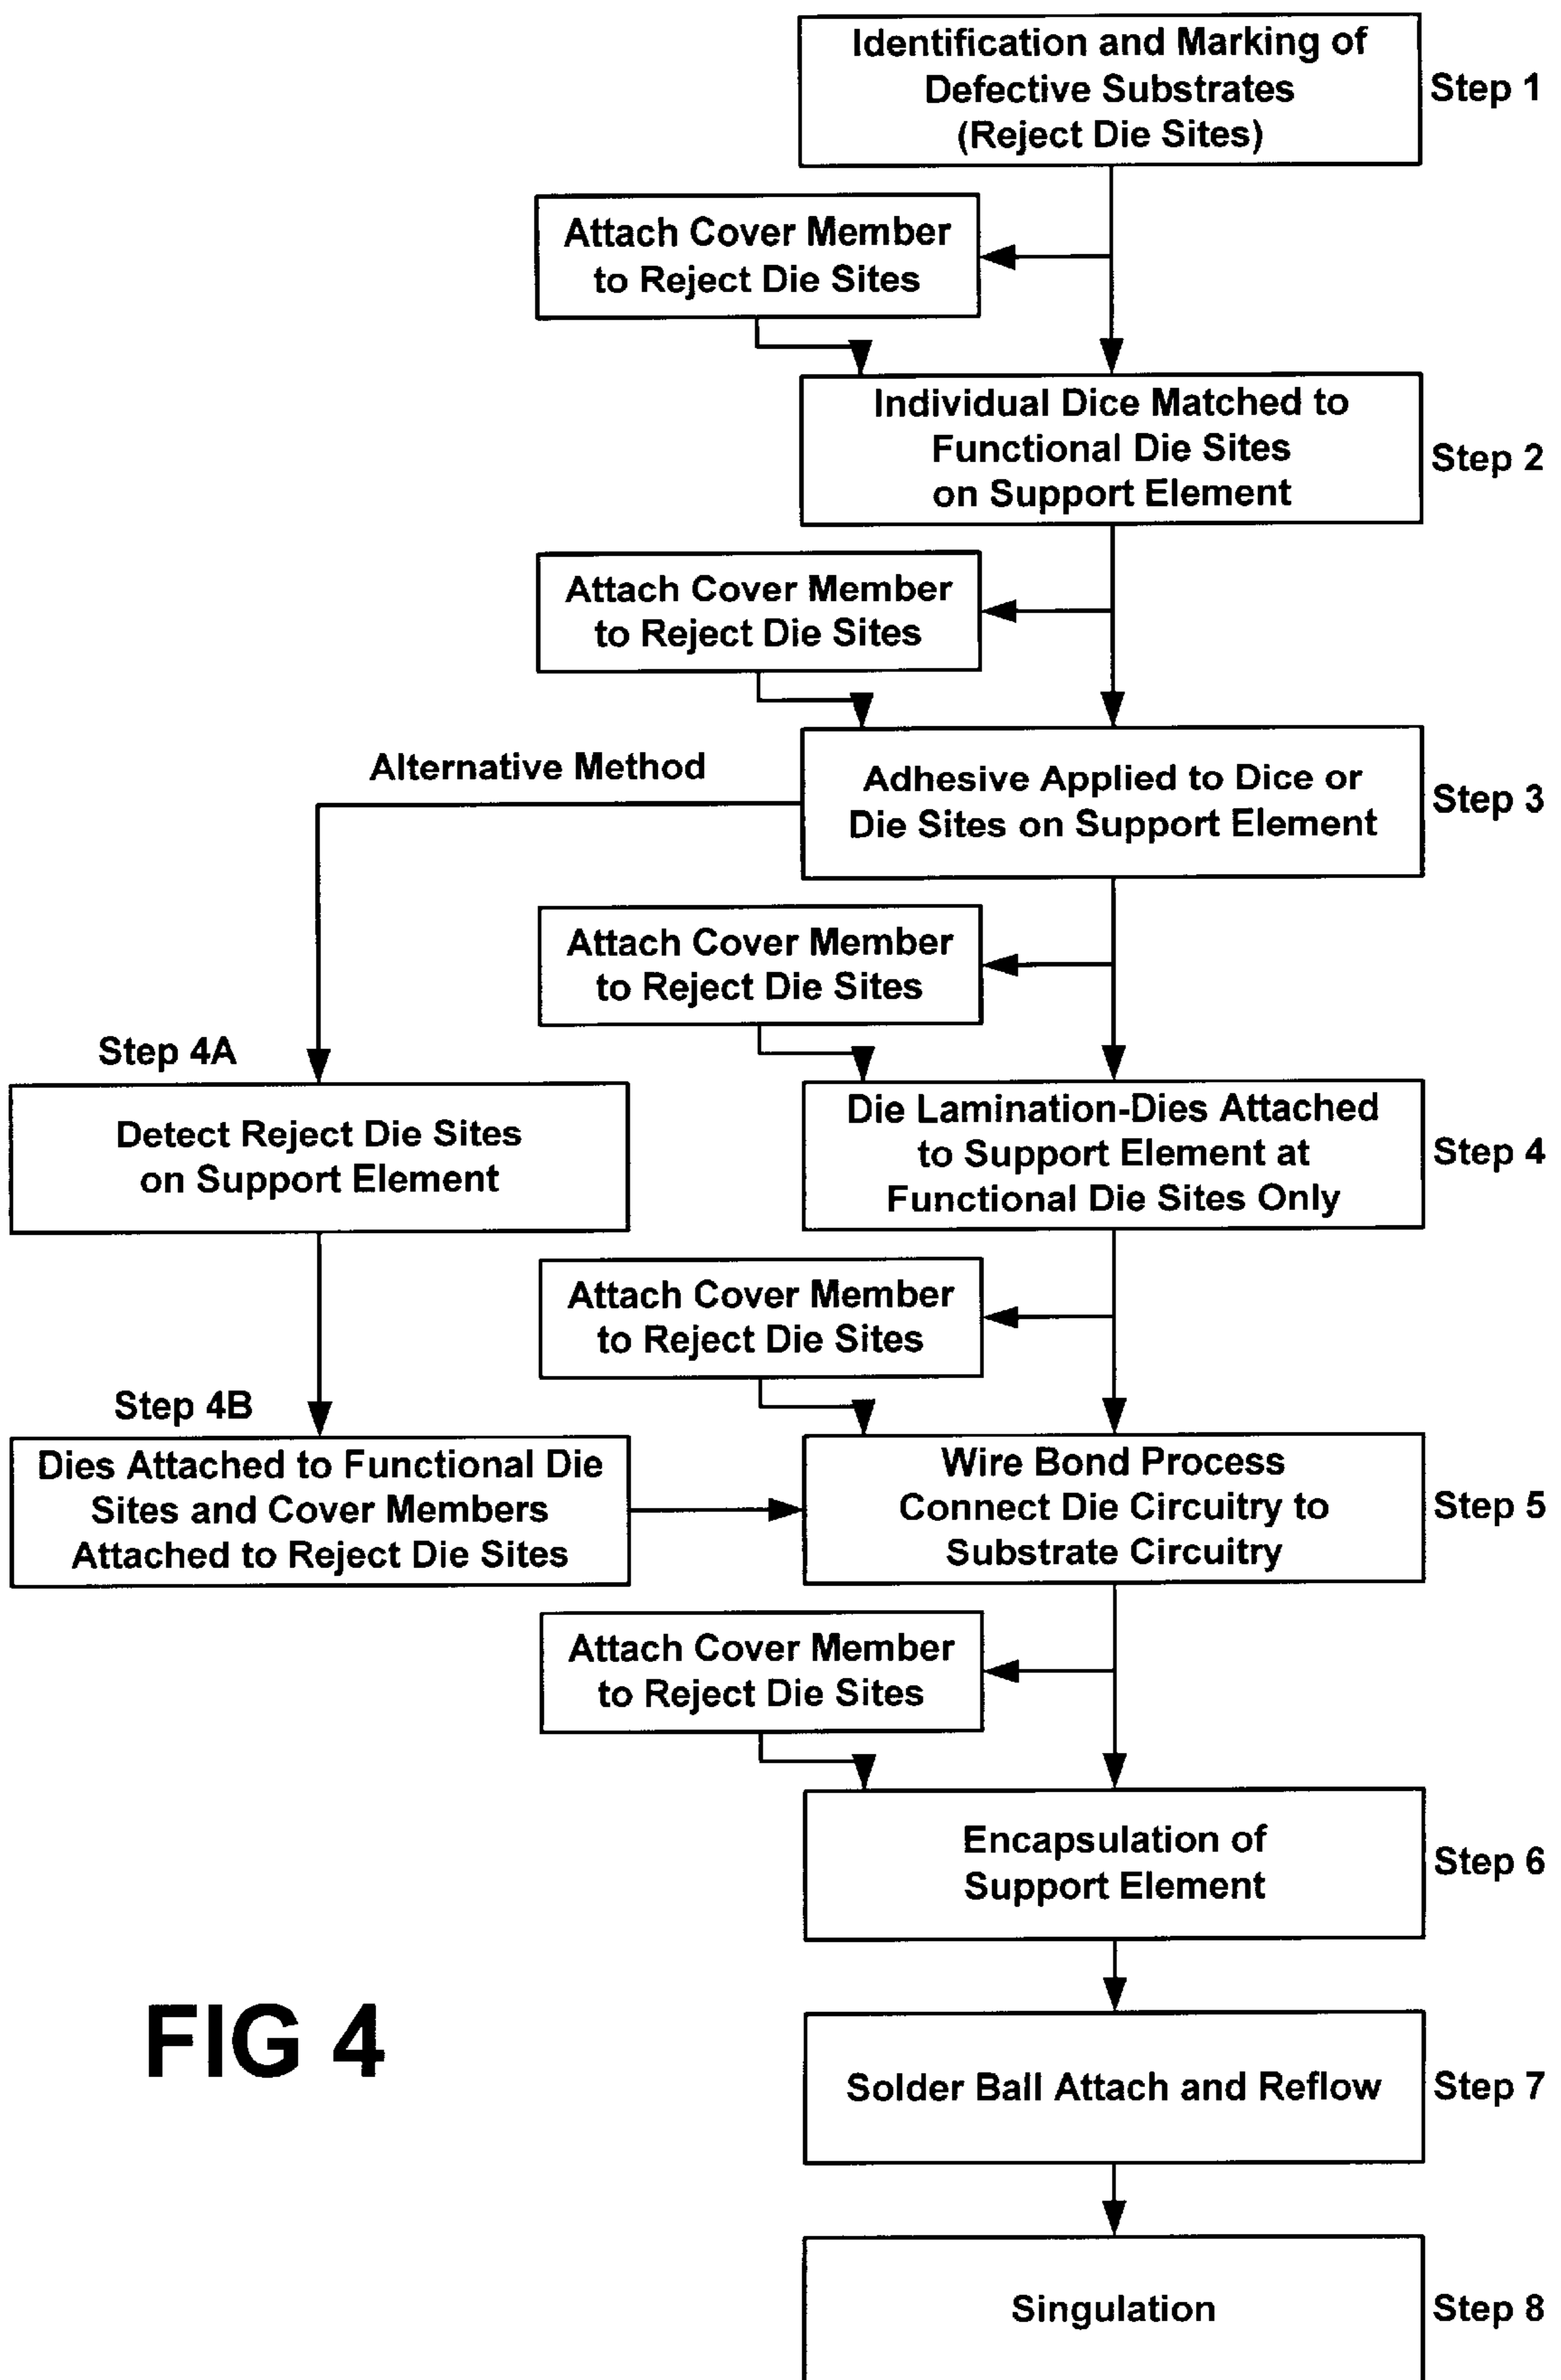 Identification and Marking of
Defective Substrates
(Reject Die Sites)
Step 1
Attach Cover Member
to Reject Die Sites
Individual Dice Matched to
Functional Die Sites
on Support Element
Step 2
Attach Cover Member
to Reject Die Sites
Alternative Method
Adhesive Applied to Dice or
Die Sites on Support Element
Step 3
Attach Cover Member
to Reject Die Sites
Step 4A
Detect Reject Die Sites
on Support Element
Die Lamination-Dies Attached
to Support Element at
Functional Die Sites Only
Step 4
Attach Cover Member
to Reject Die Sites
Step 4B
Dies Attached to Functional Die
Sites and Cover Members
Attached to Reject Die Sites
Wire Bond Process
Connect Die Circuitry to
Substrate Circuitry
Step 5
Attach Cover Member
to Reject Die Sites
Encapsulation of
Support Element
Step 6
FIG 4
Solder Ball Attach and Reflow
Step 7
Singulation
Step 8